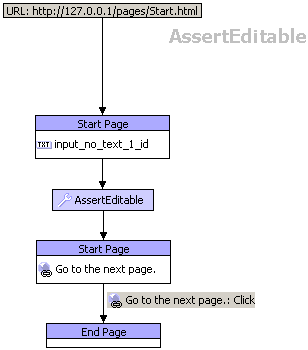 URL: http://127.0.0.1/pages/Start.html
AssertEditable
Start Page
TXT input_no_text_1_id
AssertEditable
Start Page
Go to the next page.
Go to the next page.: Click
End Page